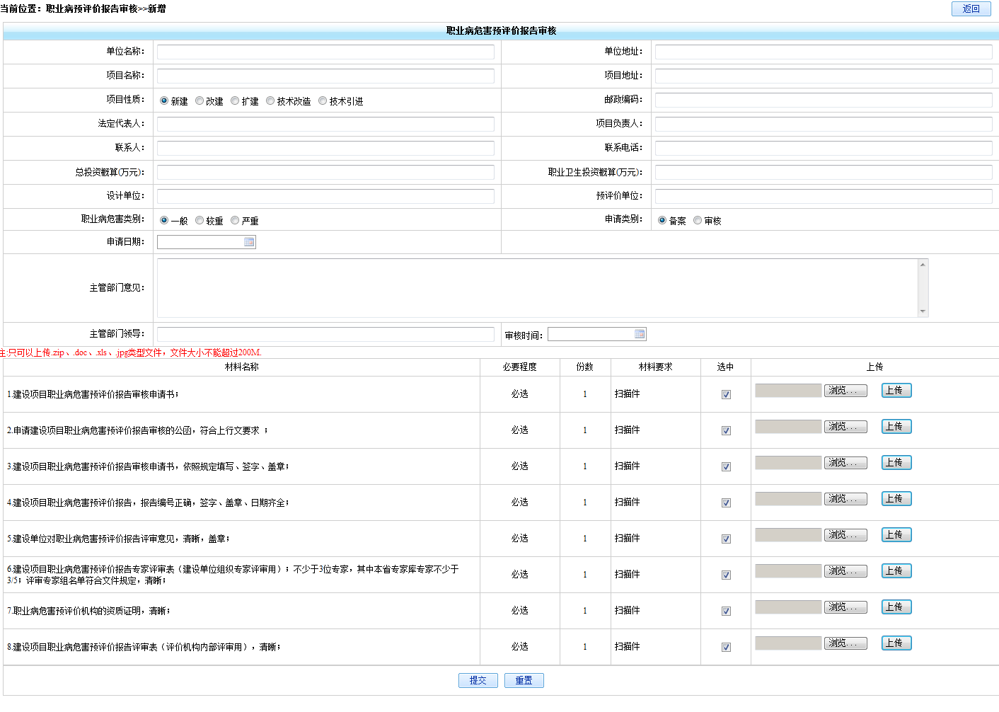 当前位置：职业病预评价报告审核>>新增
返回
职业病危害预评价报告审核
单位名称：
单位地址：
项目名称：
项目地址：
项目性质：
新建 改建 扩建 技术改造 技术引进
邮政编码：
法定代表人：
项目负责人：
联系人：
联系电话：
总投资概算(万元)：
职业卫生投资概算(万元)：
设计单位：
预评价单位：
职业病危害类别：
一般 较重 严重
申请类别：
备案 审核
申请日期：
主管部门意见：
主管部门领导：
审核时间：
注:只可以上传.zip、.doc、.xls、.jpg类型文件，文件大小不能超过200M.
材料名称 必要程度 份数 材料要求 选中 上传
1.建设项目职业病危害预评价报告审核申请书； 必选 1 扫描件 浏览... 上传
2.申请建设项目职业病危害预评价报告审核的公函，符合上行文要求 ； 必选 1 扫描件 浏览... 上传
3.建设项目职业病危害预评价报告审核申请书，依照规定填写、签字、盖章； 必选 1 扫描件 浏览... 上传
4.建设项目职业病危害预评价报告，报告编号正确，签字、盖章、日期齐全； 必选 1 扫描件 浏览... 上传
5.建设单位对职业病危害预评价报告评审意见，清晰，盖章； 必选 1 扫描件 浏览... 上传
6.建设项目职业病危害预评价报告专家评审表（建设单位组织专家评审用）；不少于3位专家，其中本省专家库专家不少于
3/5；评审专家组名单符合文件规定，清晰； 必选 1 扫描件 浏览... 上传
7.职业病危害预评价机构的资质证明，清晰； 必选 1 扫描件 浏览... 上传
8.建设项目职业病危害预评价报告评审表（评价机构内部评审用），清晰； 必选 1 扫描件 浏览... 上传
提交 重置